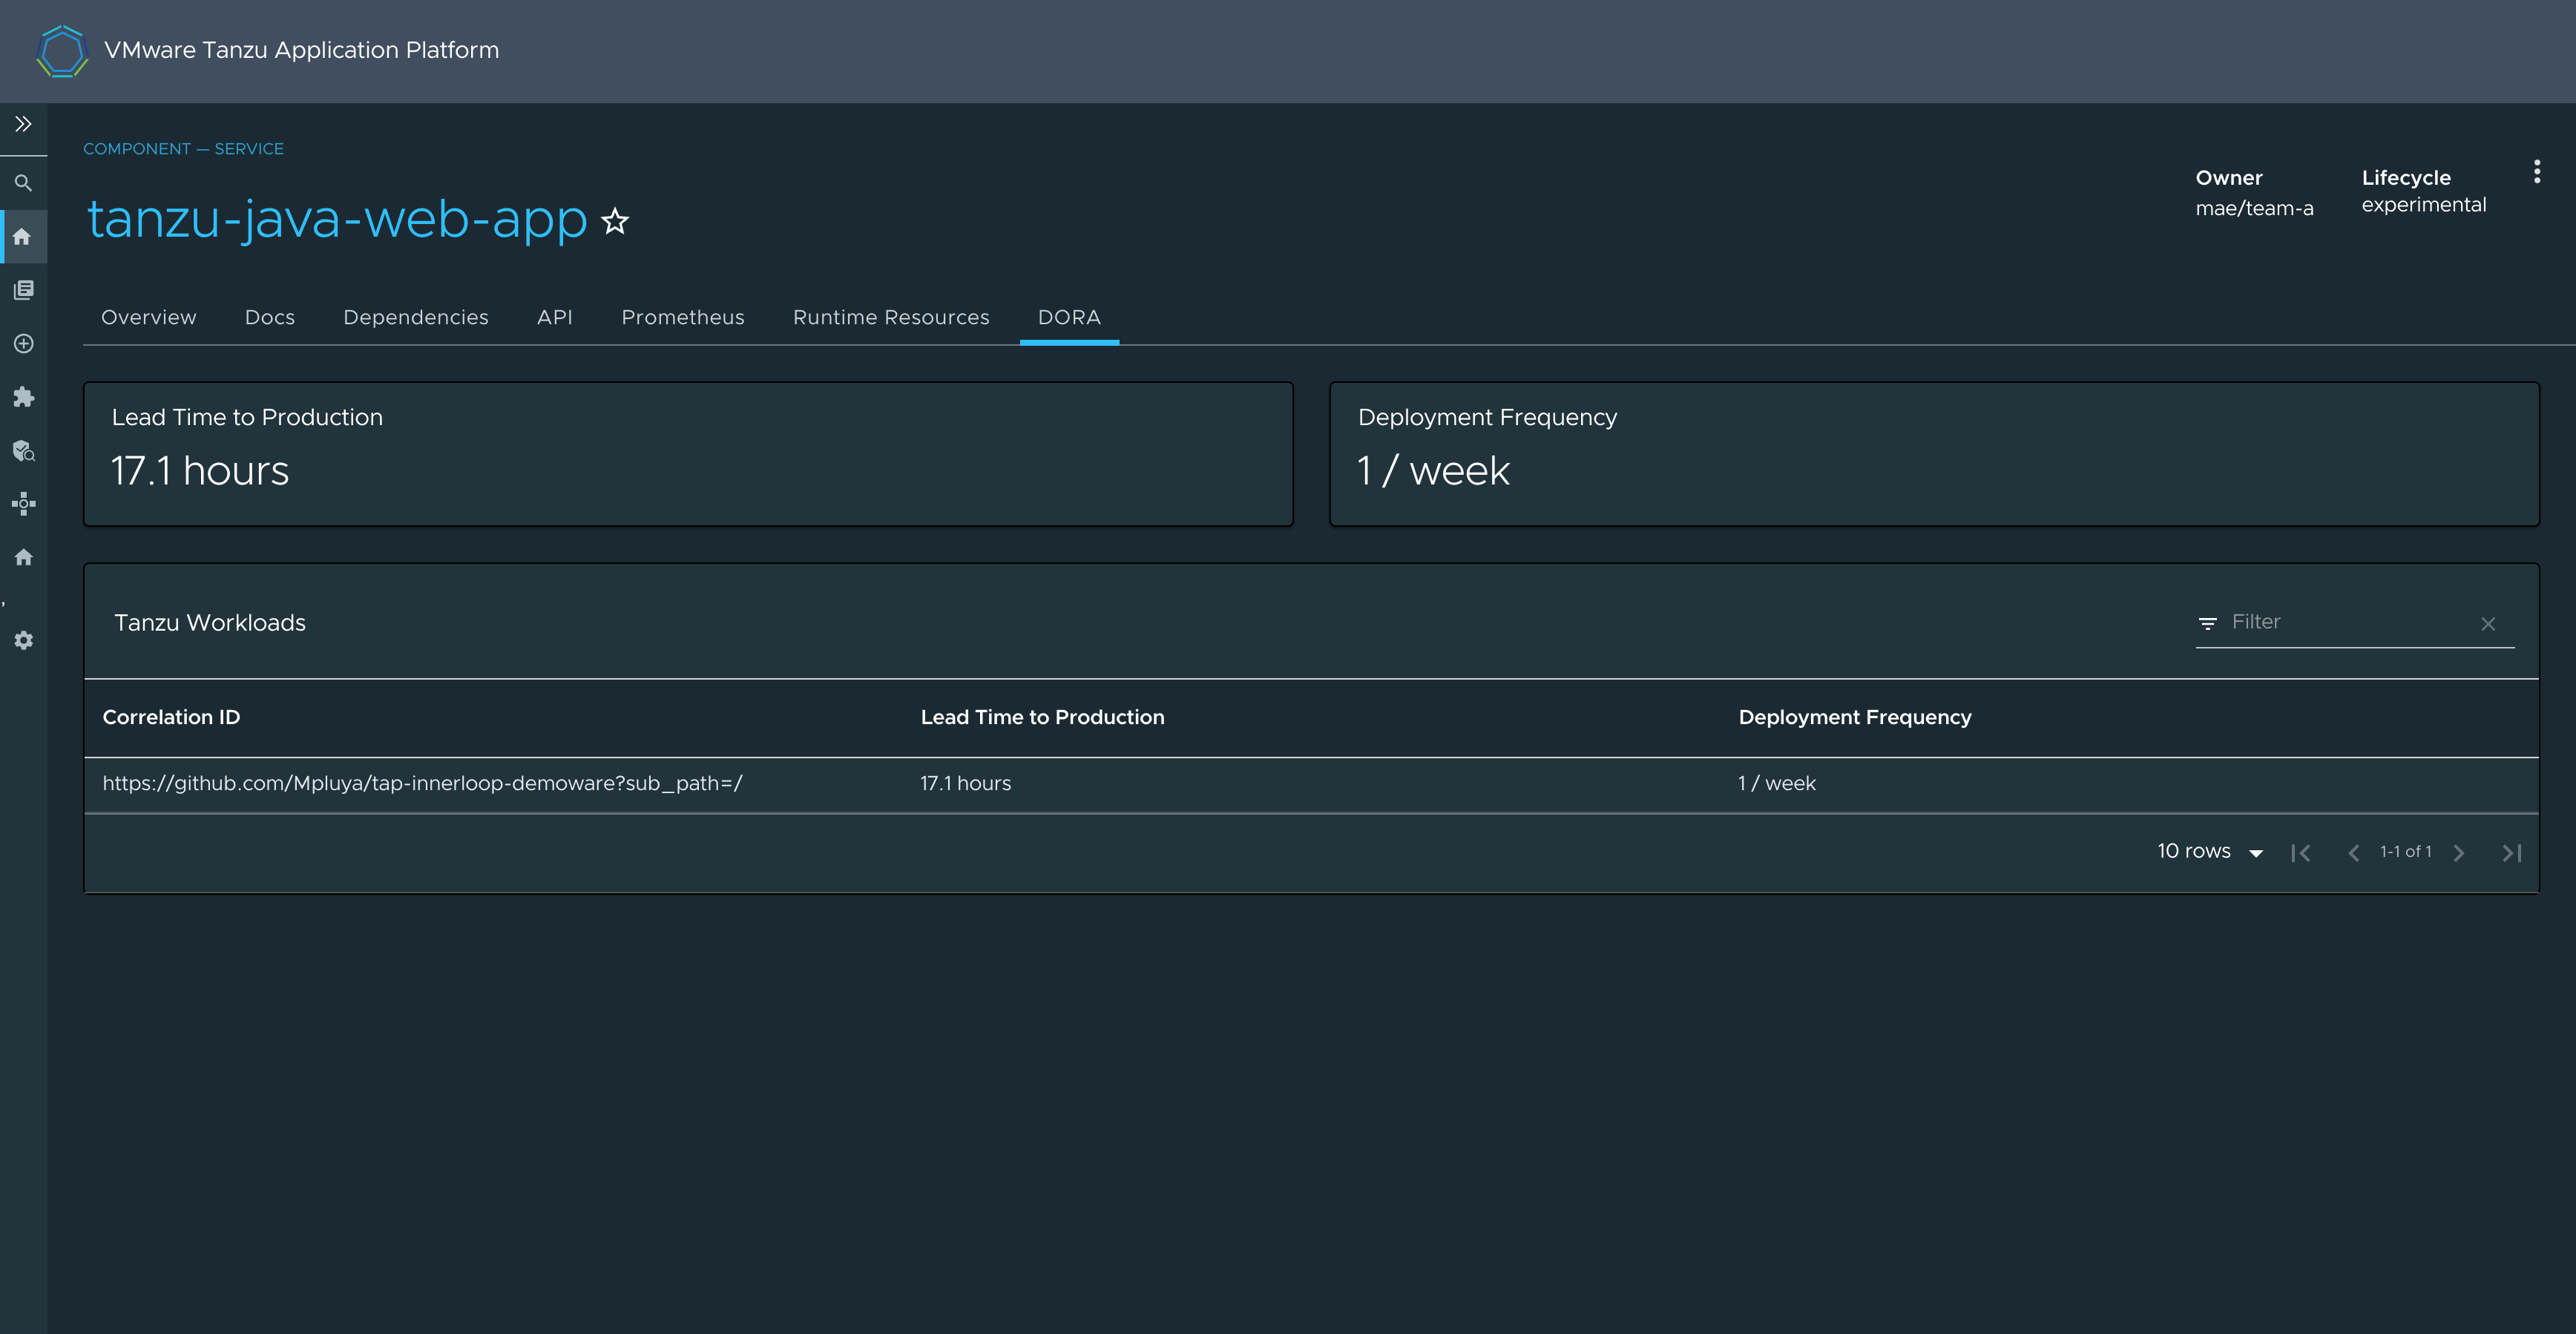 VMware Tanzu Application Platform
COMPONENT — SERVICE
tanzu-java-web-app
Owner
mae/team-a
Lifecycle
experimental
Overview Docs Dependencies API Prometheus Runtime Resources DORA
Lead Time to Production
17.1 hours
Deployment Frequency
1 / week
Tanzu Workloads
Filter
Correlation ID Lead Time to Production Deployment Frequency
https://github.com/Mpluya/tap-innerloop-demoware?sub_path=/ 17.1 hours 1 / week
10 rows 1-1 of 1